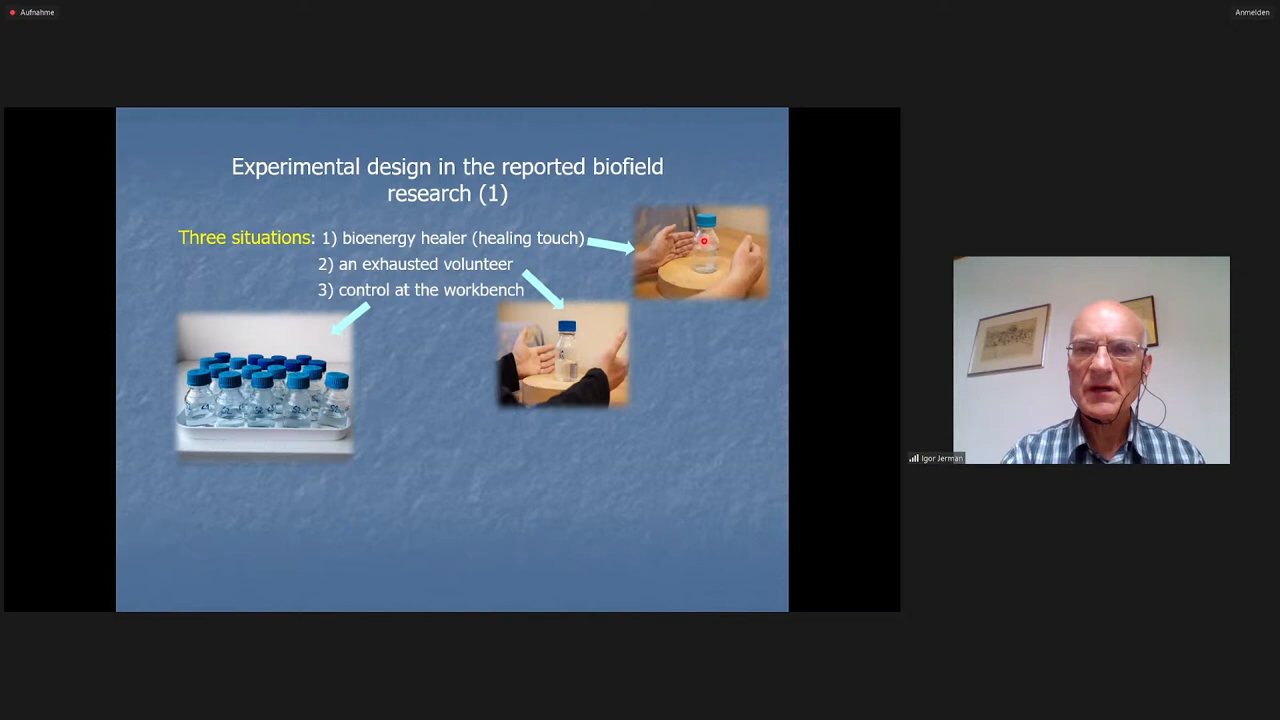 Aufnahme
Anmelden
Experimental design in the reported biofield
research (1)
Three situations: 1) bioenergy healer (healing touch)
2) an exhausted volunteer
3) control at the workbench
Igor Jerman